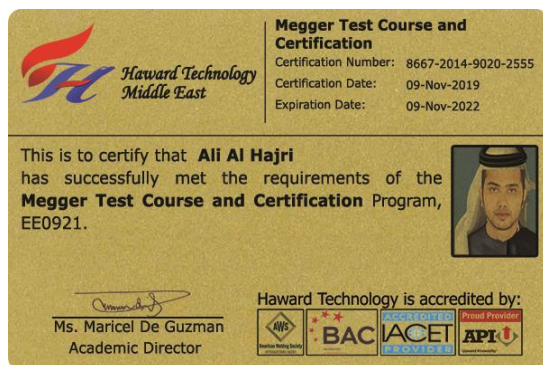 Haward Technology
Middle East
Megger Test Course and
Certification
Certification Number: 8667-2014-9020-2555
Certification Date: 09-Nov-2019
Expiration Date: 09-Nov-2022
This is to certify that Ali Al Hajri
has successfully met the requirements of the
Megger Test Course and Certification Program,
EE0921.
Ms. Maricel De Guzman
Academic Director
Haward Technology is accredited by:
AWS
American Welding Society
BAC
ACCREDITED
IACET
PROVIDER
Proud Provider
API